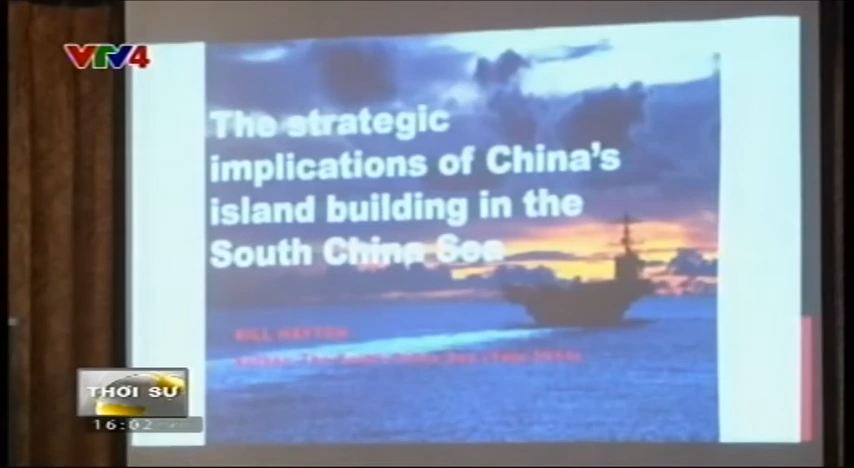 VTV4
The strategic
implications of China's
island building in the
South China Sea
BILL HAYTON
THỜI SỰ
16:02